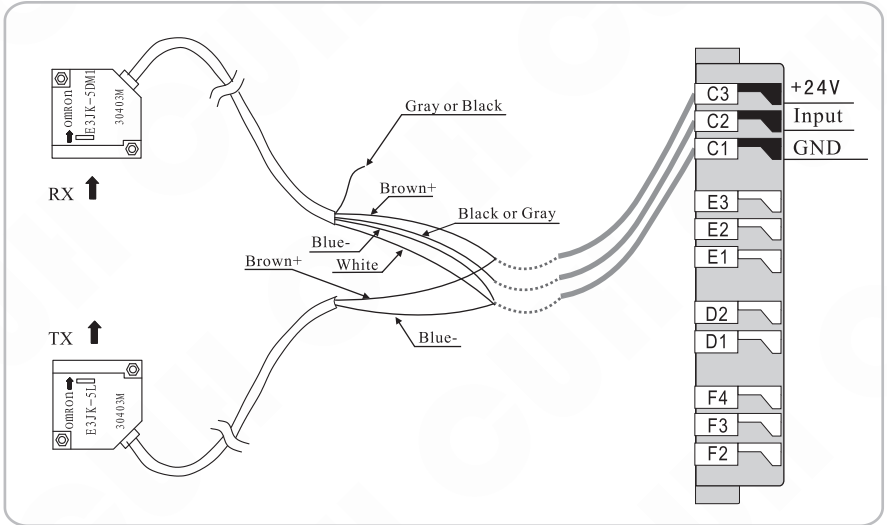 omron
E3JK-5DM1
30403M
RX
Gray or Black
Brown+
Black or Gray
Blue-
White
Brown+
Blue-
TX
omron
E3JK-5L
30403M
C3
+24V
C2
Input
C1
GND
E3
E2
E1
D2
D1
F4
F3
F2